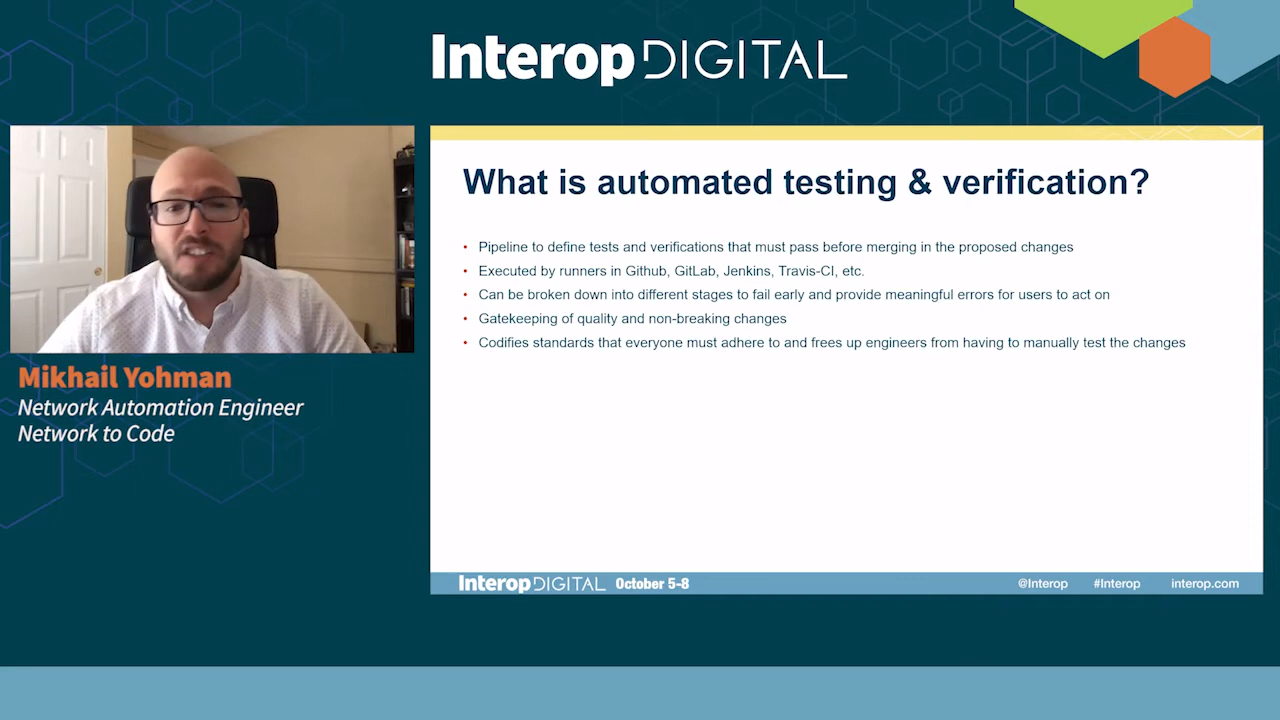 Interop DIGITAL
Mikhail Yohman
Network Automation Engineer
Network to Code
What is automated testing & verification?
• Pipeline to define tests and verifications that must pass before merging in the proposed changes
• Executed by runners in Github, GitLab, Jenkins, Travis-CI, etc.
• Can be broken down into different stages to fail early and provide meaningful errors for users to act on
• Gatekeeping of quality and non-breaking changes
• Codifies standards that everyone must adhere to and frees up engineers from having to manually test the changes
Interop DIGITAL October 5-8 @Interop #Interop interop.com